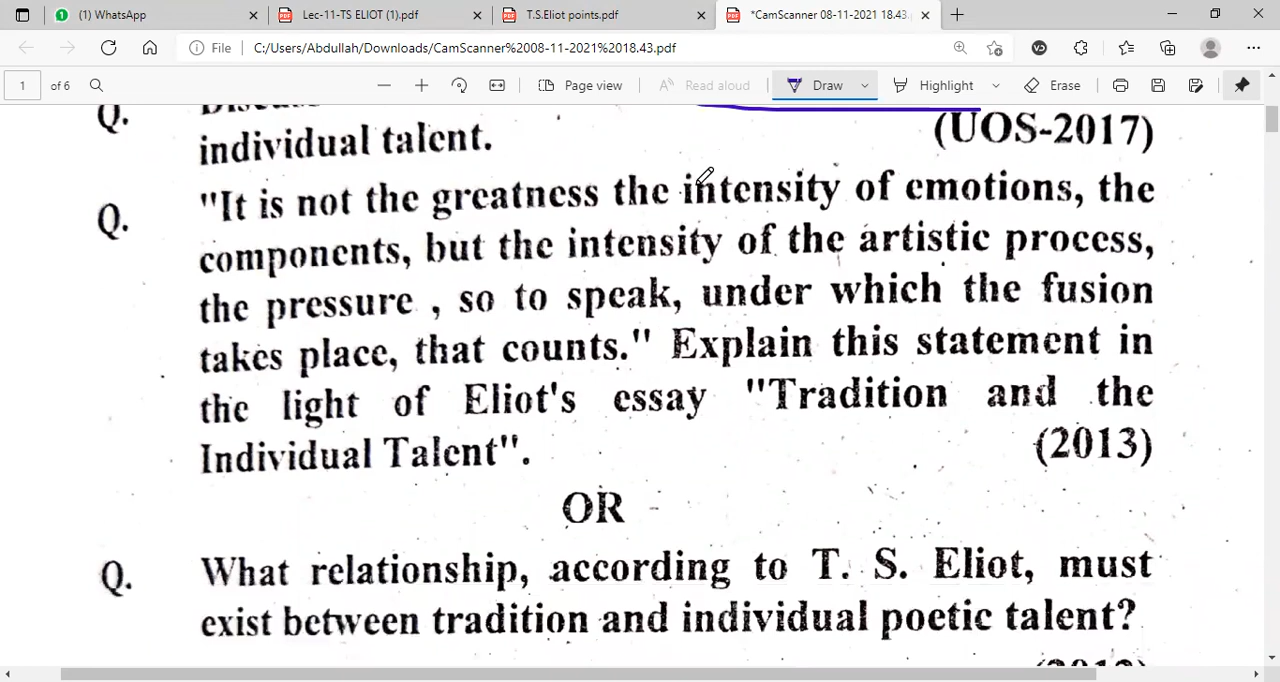 (1) WhatsApp
Lec-11-TS ELIOT (1).pdf
T.S.Eliot points.pdf
*CamScanner 08-11-2021 18.43.
File
C:/Users/Abdullah/Downloads/CamScanner%2008-11-2021%2018.43.pdf
1 of 6
Page view
Read aloud
Draw
Highlight
Erase
Q.
individual talent.
(UOS-2017)
Q. "It is not the greatness the intensity of emotions, the
components, but the intensity of the artistic process,
the pressure , so to speak, under which the fusion
takes place, that counts." Explain this statement in
the light of Eliot's essay "Tradition and the
Individual Talent". (2013)
OR
Q. What relationship, according to T. S. Eliot, must
exist between tradition and individual poetic talent?